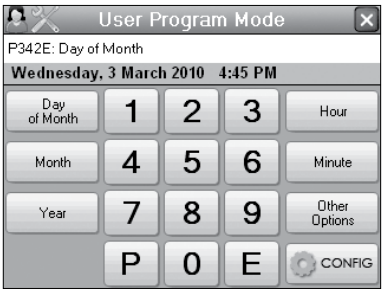 User Program Mode
P342E: Day of Month
Wednesday, 3 March 2010 4:45 PM
Day of Month
1
2
3
Hour
Month
4
5
6
Minute
Year
7
8
9
Other Options
P
0
E
CONFIG